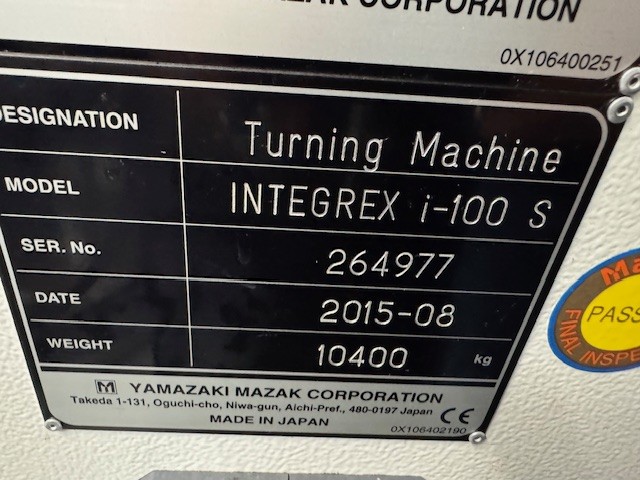 MAZAK CORPORATION
0X106400251
DESIGNATION Turning Machine
MODEL INTEGREX i-100 S
SER. No. 264977
DATE 2015-08
WEIGHT 10400 kg
YAMAZAKI MAZAK CORPORATION
Takeda 1-131, Oguchi-cho, Niwa-gun, Aichi-Pref., 480-0197 Japan
MADE IN JAPAN CE
0X106402190
Ma
PASS
FINAL INSPE